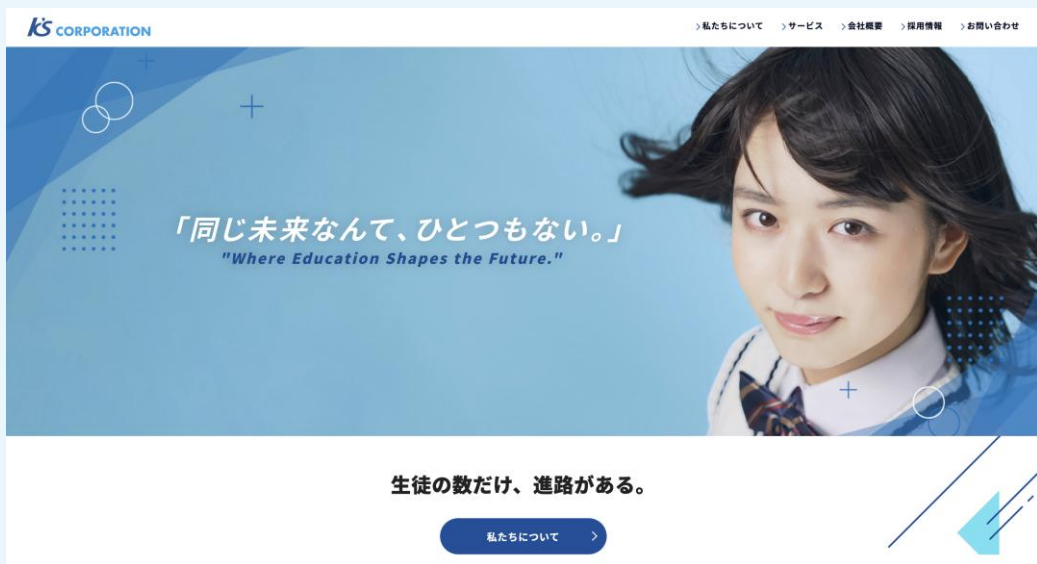 k's CORPORATION
>私たちについて >サービス >会社概要 >採用情報 >お問い合わせ
「同じ未来なんて、ひとつもない。」
"Where Education Shapes the Future."
生徒の数だけ、進路がある。
私たちについて >